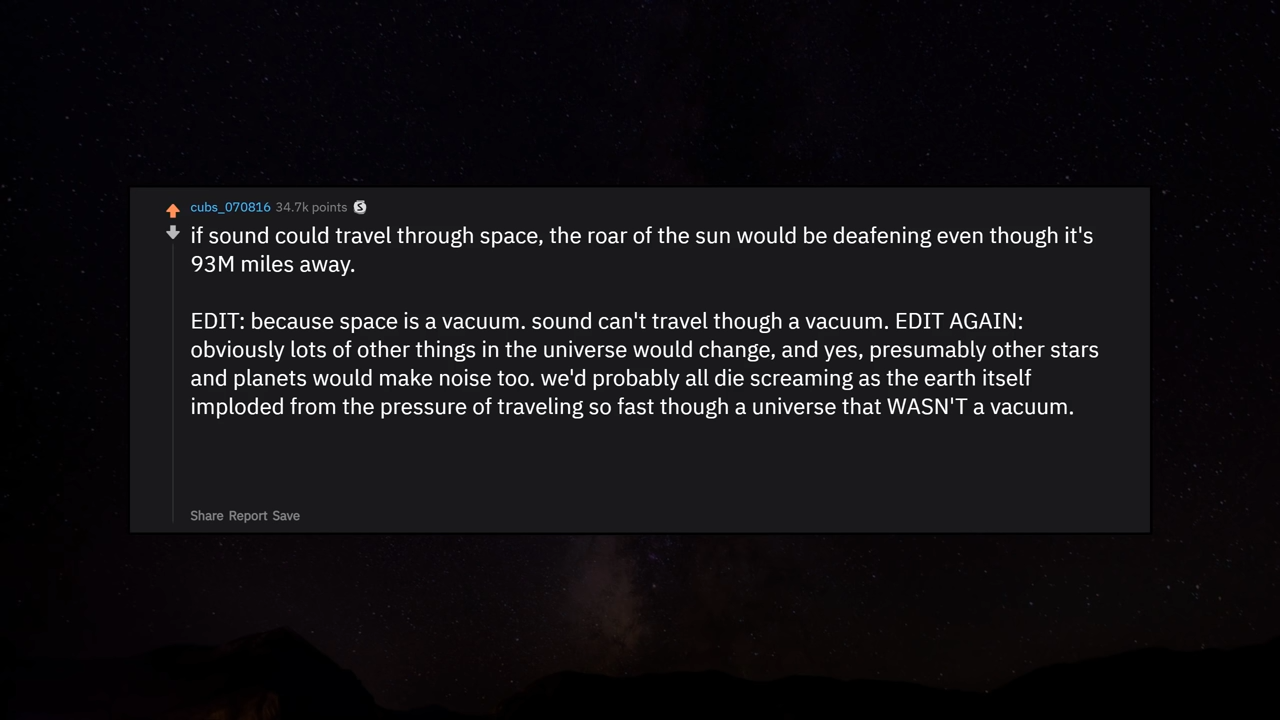 cubs_070816 34.7k points S
if sound could travel through space, the roar of the sun would be deafening even though it's
93M miles away.
EDIT: because space is a vacuum. sound can't travel though a vacuum. EDIT AGAIN:
obviously lots of other things in the universe would change, and yes, presumably other stars
and planets would make noise too. we'd probably all die screaming as the earth itself
imploded from the pressure of traveling so fast though a universe that WASN'T a vacuum.
Share Report Save